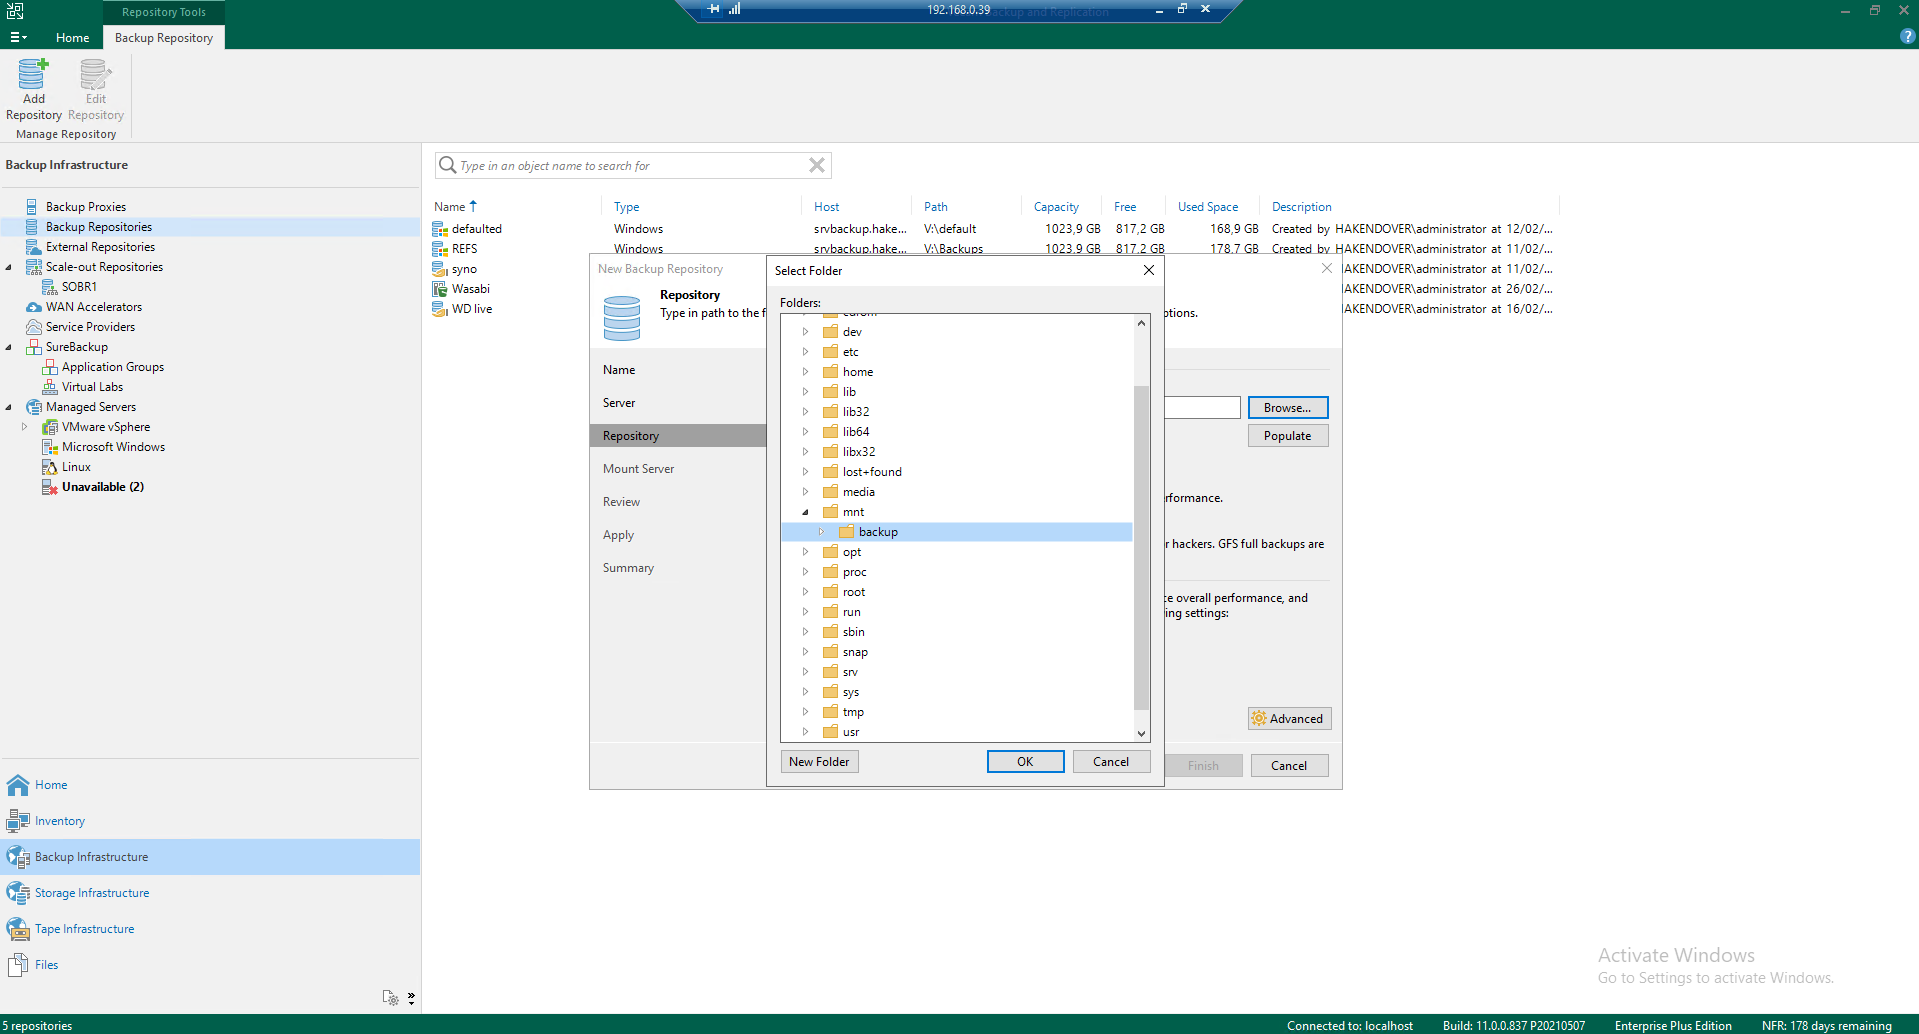 Repository Tools
192.168.0.39
Backup and Replication
Home
Backup Repository
Add Repository
Edit Repository
Manage Repository
Backup Infrastructure
Type in an object name to search for
Backup Proxies
Backup Repositories
External Repositories
Scale-out Repositories
SOBR1
WAN Accelerators
Service Providers
SureBackup
Application Groups
Virtual Labs
Managed Servers
VMware vSphere
Microsoft Windows
Linux
Unavailable (2)
Name Type Host Path Capacity Free Used Space Description
defaulted Windows srvbackup.hake... V:\default 1023,9 GB 817,2 GB 168,9 GB Created by HAKENDOVER\administrator at 12/02/...
REFS Windows srvbackup.hake... V:\Backups 1023,9 GB 817,2 GB 178,7 GB Created by HAKENDOVER\administrator at 11/02/...
syno HAKENDOVER\administrator at 11/02/...
Wasabi HAKENDOVER\administrator at 26/02/...
WD live HAKENDOVER\administrator at 16/02/...
New Backup Repository
Repository
Type in path to the f
ptions.
Name
Server
Repository
Mount Server
Review
Apply
Summary
Browse...
Populate
rformance.
r hackers. GFS full backups are
ce overall performance, and
ing settings:
Advanced
Finish
Cancel
Select Folder
Folders:
cdrom
dev
etc
home
lib
lib32
lib64
libx32
lost+found
media
mnt
backup
opt
proc
root
run
sbin
snap
srv
sys
tmp
usr
New Folder
OK
Cancel
Home
Inventory
Backup Infrastructure
Storage Infrastructure
Tape Infrastructure
Files
Activate Windows
Go to Settings to activate Windows.
5 repositories
Connected to: localhost
Build: 11.0.0.837 P20210507
Enterprise Plus Edition
NFR: 178 days remaining